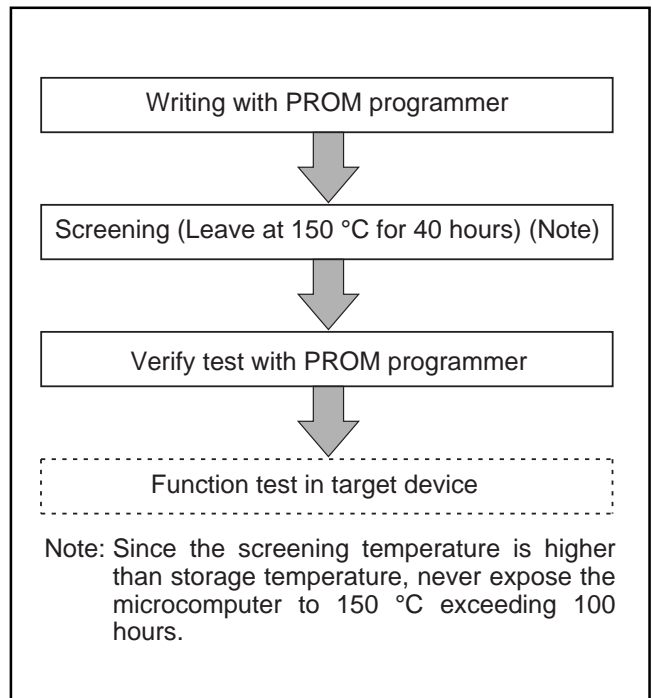 Writing with PROM programmer
Screening (Leave at 150 °C for 40 hours) (Note)
Verify test with PROM programmer
Function test in target device
Note: Since the screening temperature is higher
than storage temperature, never expose the
microcomputer to 150 °C exceeding 100
hours.